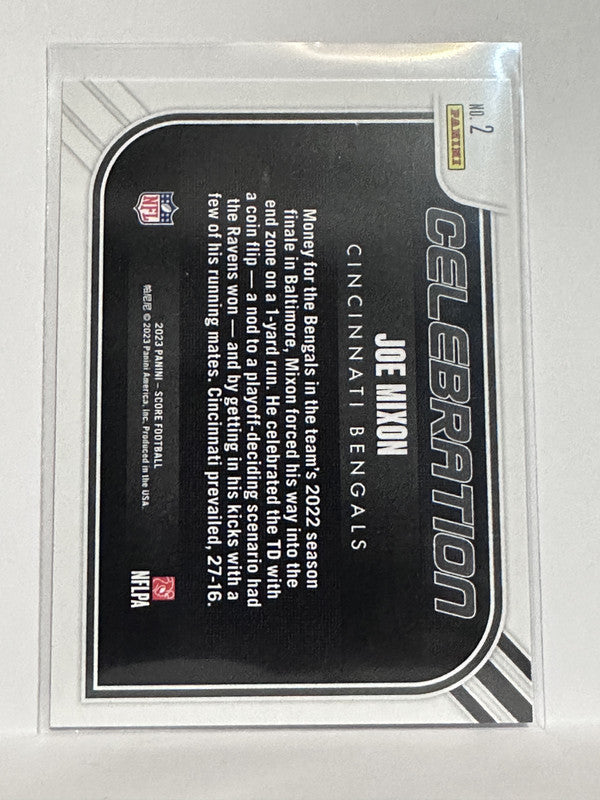 NO. 2
PANINI
CELEBRATION
JOE MIXON
CINCINNATI BENGALS
Money for the Bengals in the team's 2022 season
finale in Baltimore, Mixon forced his way into the
end zone on a 1-yard run. He celebrated the TD with
a coin flip — a nod to a playoff-deciding scenario had
the Ravens won — and by getting in his kicks with a
few of his running mates. Cincinnati prevailed, 27-16.
NFL
2023 PANINI – SCORE FOOTBALL
帕尼尼 © 2023 Panini America, Inc. Produced in the USA.
NFLPA